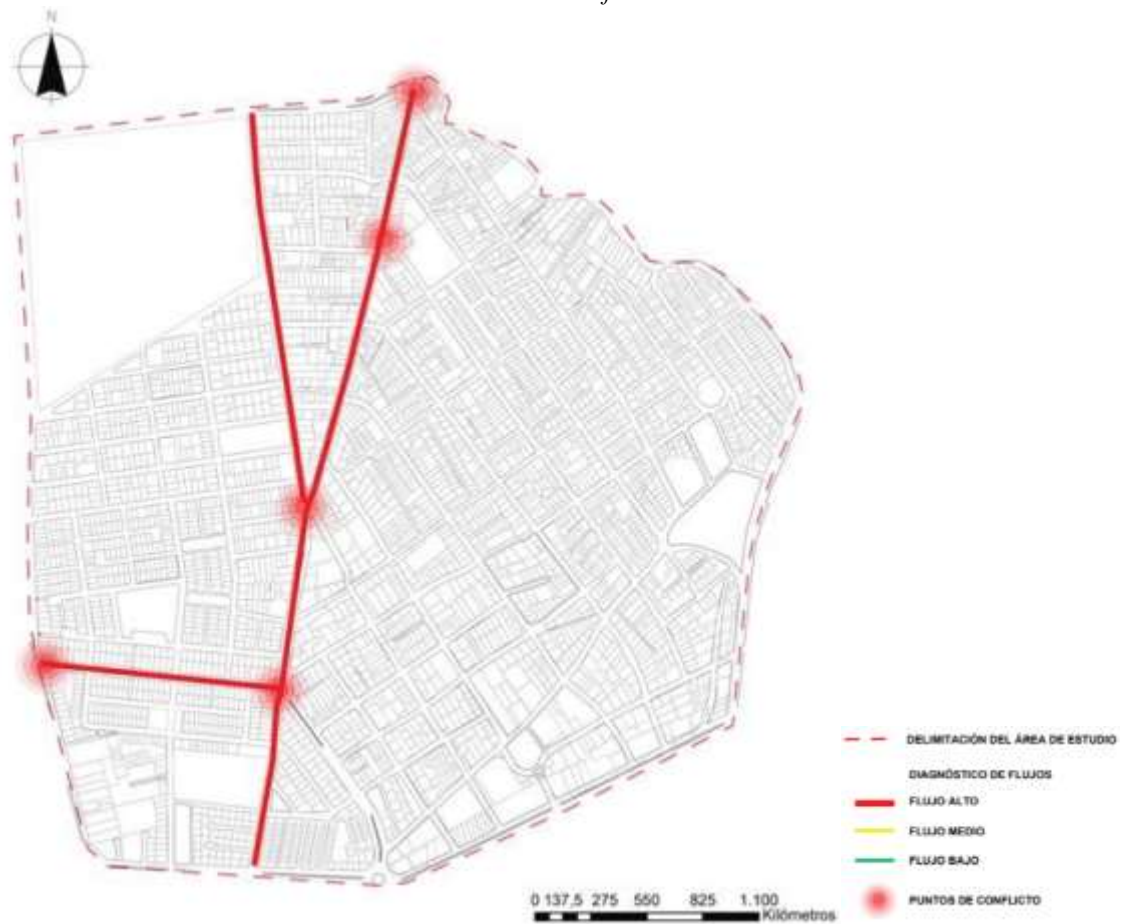 N
DELIMITACIÓN DEL ÁREA DE ESTUDIO
DIAGNÓSTICO DE FLUJOS
FLUJO ALTO
FLUJO MEDIO
FLUJO BAJO
PUNTOS DE CONFLICTO
0 137,5 275 550 825 1.100
Kilómetros